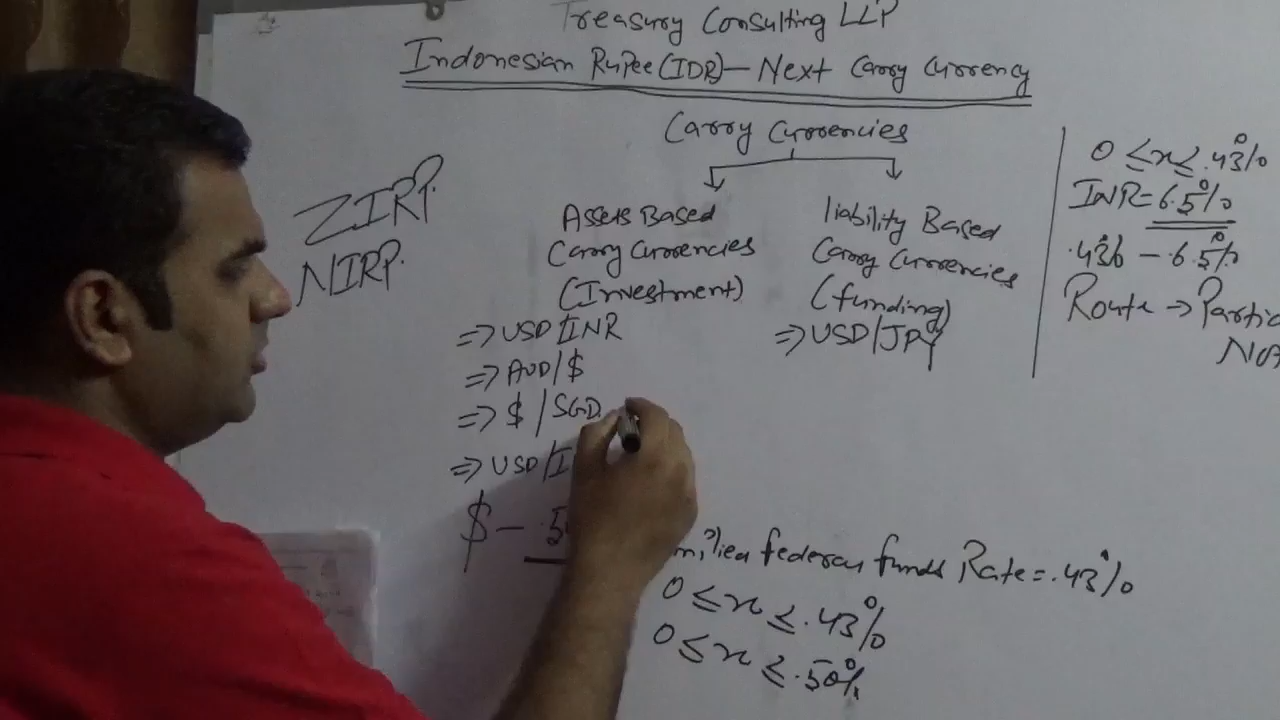 Treasury Consulting LLP
Indonesian Rupee (IDR) — Next Carry Currency
Carry Currencies
ZIRP.
NIRP.
Assets Based
Carry Currencies
(Investment)
=> USD/INR
=> AUD/$
=> $/SGD
=> USD/I
$ - .5
liability Based
Carry Currencies
(funding)
=> USD/JPY
0 ≤ x ≤ .43%
INR = 6.5%
.43% - 6.5%
Route → Partic
No
federal funds Rate = .43%
0 ≤ x ≤ .43%
0 ≤ x ≤ .50%